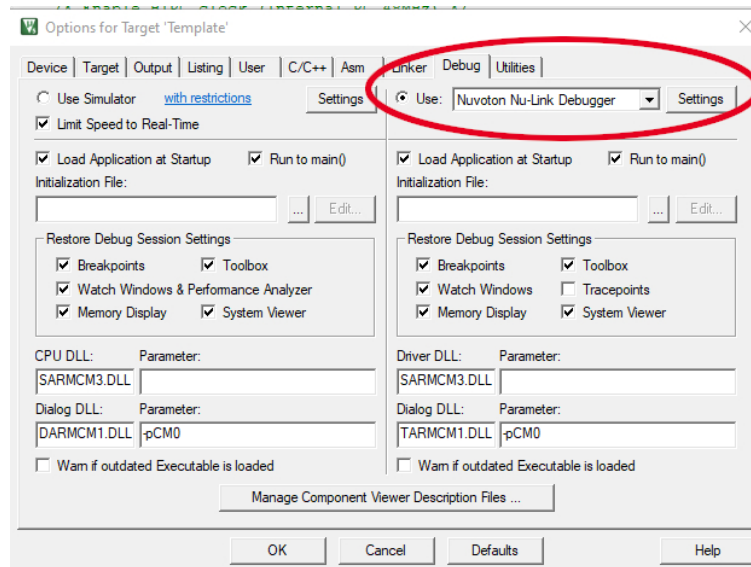 /* Enable HIRC clock (Internal RC 48MHz) */
Options for Target 'Template'
Device Target Output Listing User C/C++ Asm Linker Debug Utilities
Use Simulator with restrictions Settings
Limit Speed to Real-Time
Use: Nuvoton Nu-Link Debugger Settings
Load Application at Startup Run to main()
Initialization File:
... Edit...
Load Application at Startup Run to main()
Initialization File:
... Edit...
Restore Debug Session Settings
Breakpoints Toolbox
Watch Windows & Performance Analyzer
Memory Display System Viewer
Restore Debug Session Settings
Breakpoints Toolbox
Watch Windows Tracepoints
Memory Display System Viewer
CPU DLL: Parameter:
SARMCM3.DLL
Dialog DLL: Parameter:
DARMCM1.DLL -pCM0
Warn if outdated Executable is loaded
Driver DLL: Parameter:
SARMCM3.DLL
Dialog DLL: Parameter:
TARMCM1.DLL -pCM0
Warn if outdated Executable is loaded
Manage Component Viewer Description Files ...
OK Cancel Defaults Help